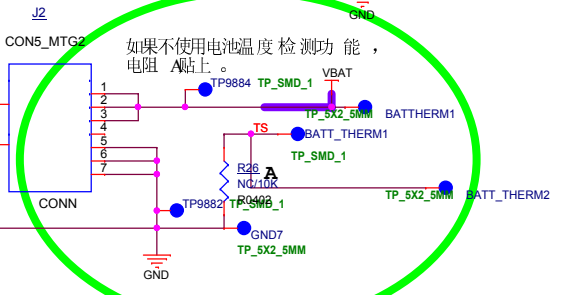 J2
GND
CON5_MTG2
如果不使用电池温度检测功能，
电阻 A贴上。
VBAT
TP9884
TP_SMD_1
1
2
3
4
5
6
7
TP_5X2_5MM
BATTHERM1
TS
BATT_THERM1
TP_SMD_1
R26
A
NC/10K
R0402
TP_5X2_5MM
BATT_THERM2
CONN
TP9882
TP_SMD_1
GND7
TP_5X2_5MM
GND